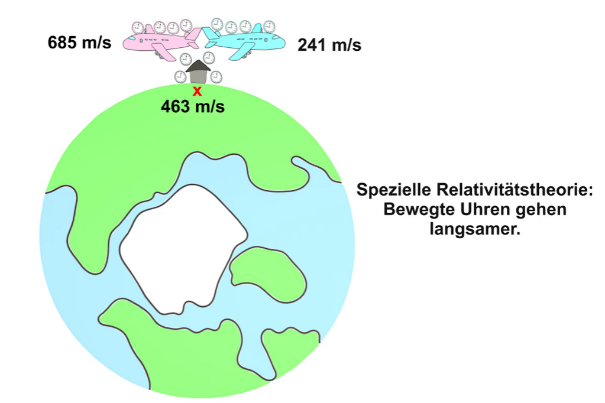 685 m/s
241 m/s
x
463 m/s
Spezielle Relativitätstheorie:
Bewegte Uhren gehen
langsamer.